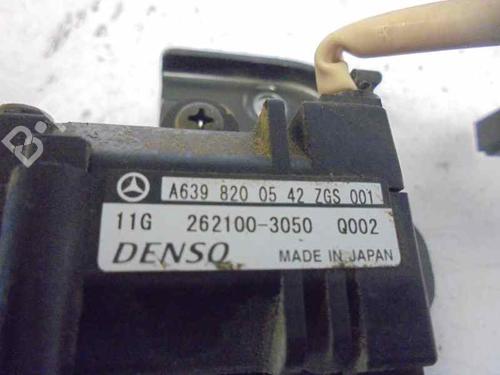 A639 820 05 42 ZGS 001
11G 262100-3050 Q002
DENSO MADE IN JAPAN
B